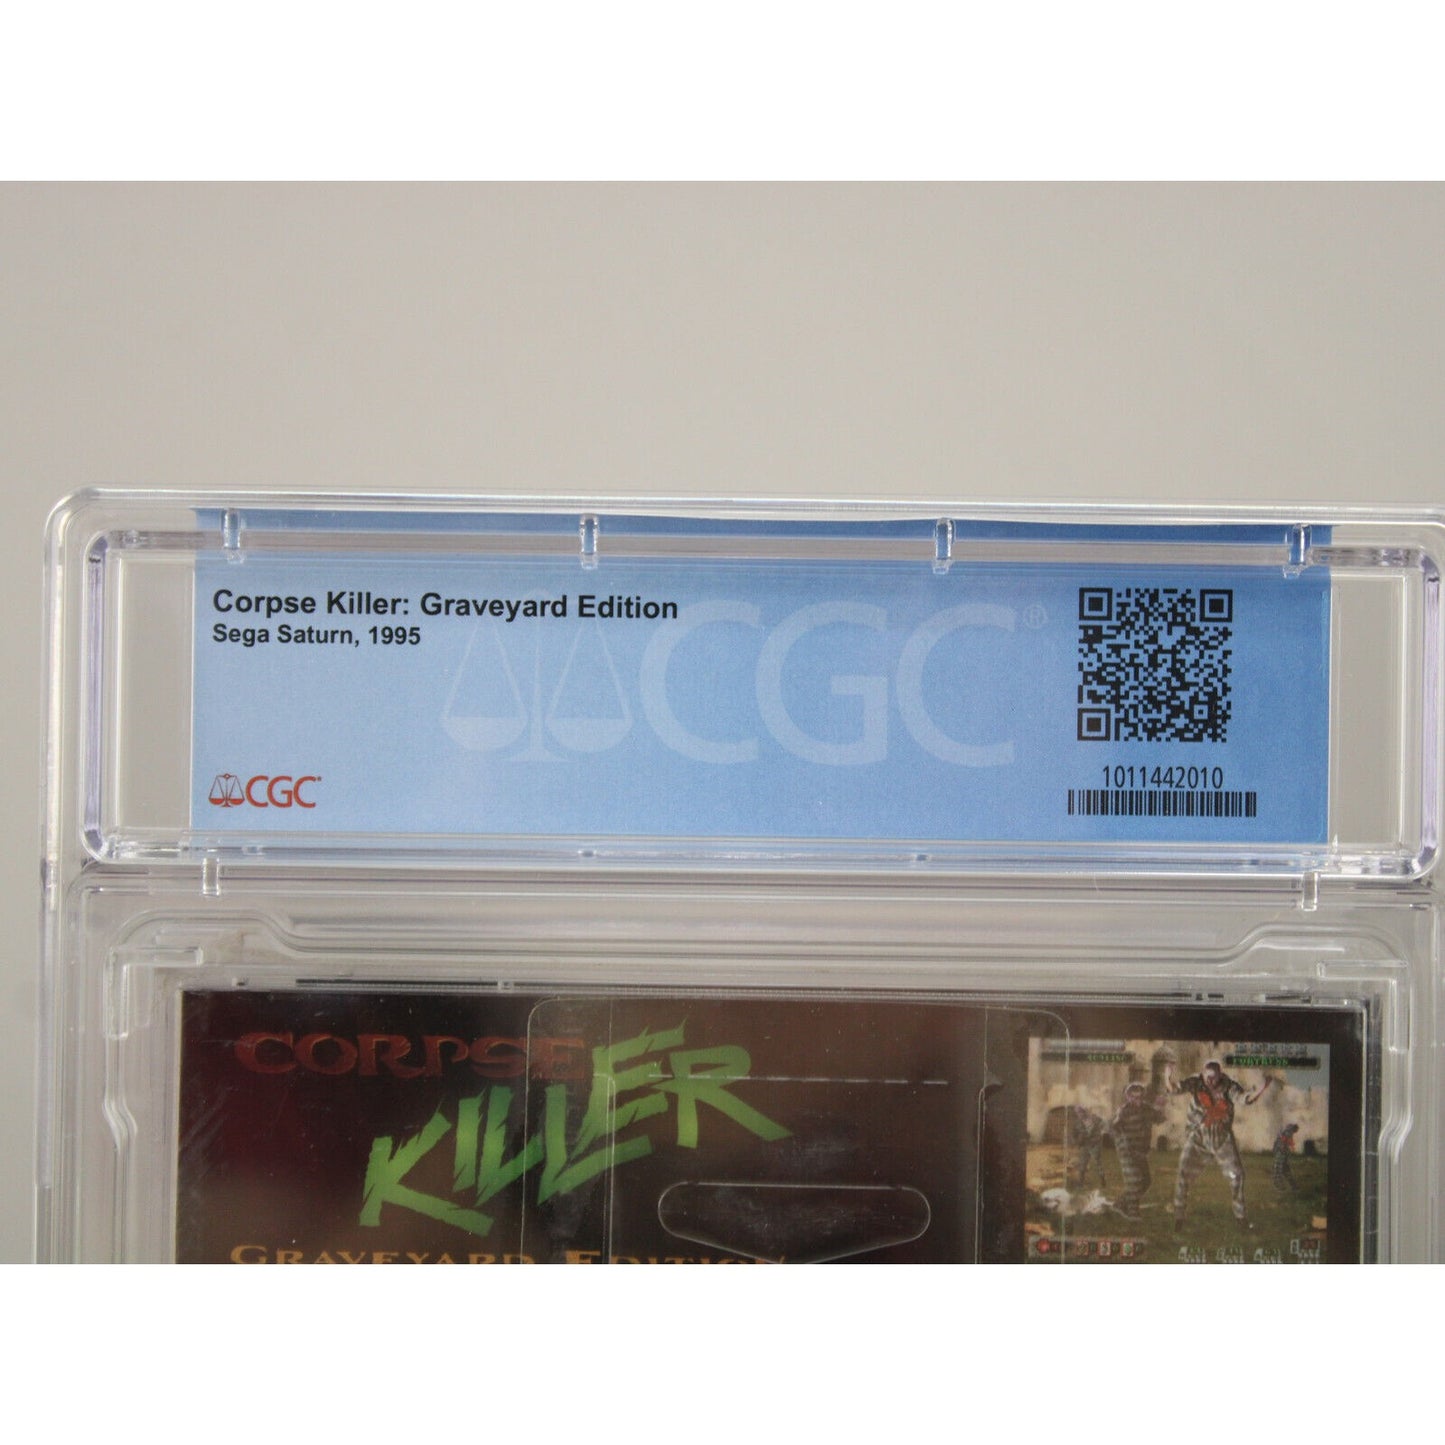 Corpse Killer: Graveyard Edition
Sega Saturn, 1995
CGC®
CGC
1011442010
CORPSE
KILLER
GRAVEYARD EDITION